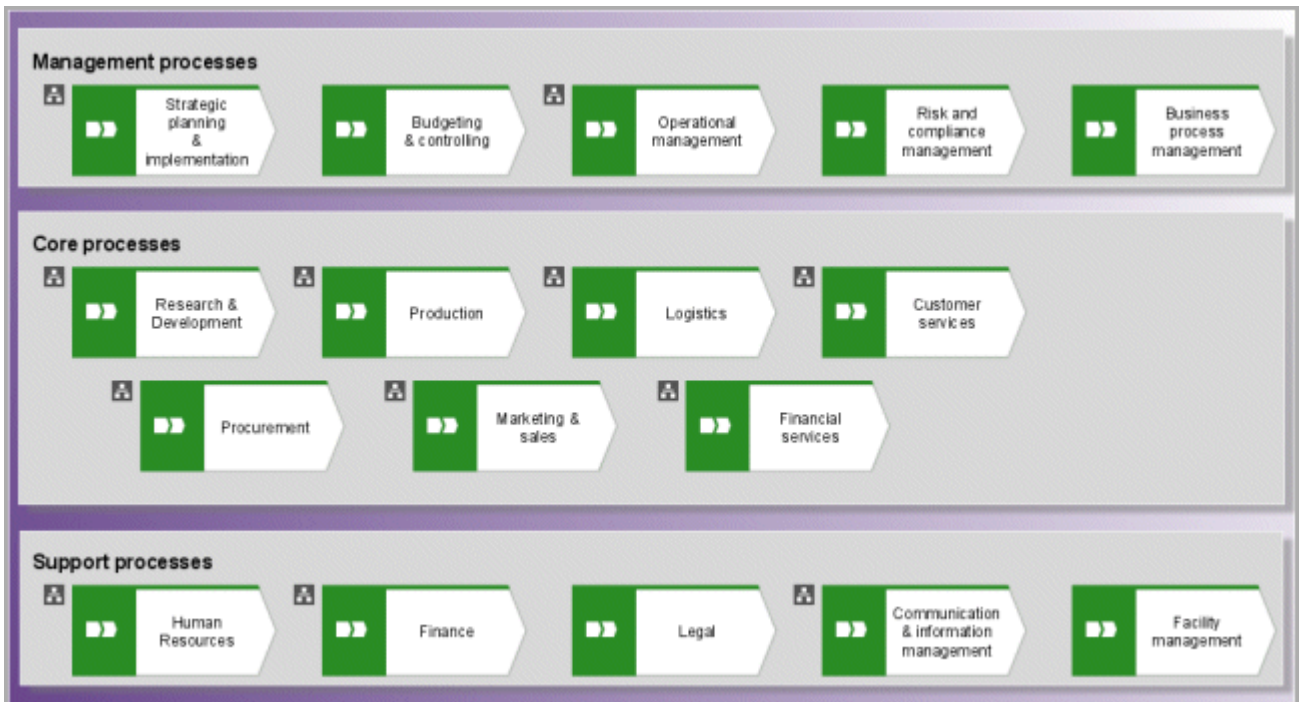 Management processes
Strategic
planning
&
implementation
Budgeting
& controlling
Operational
management
Risk and
compliance
management
Business
process
management
Core processes
Research &
Development
Production
Logistics
Customer
services
Procurement
Marketing &
sales
Financial
services
Support processes
Human
Resources
Finance
Legal
Communication
& information
management
Facility
management